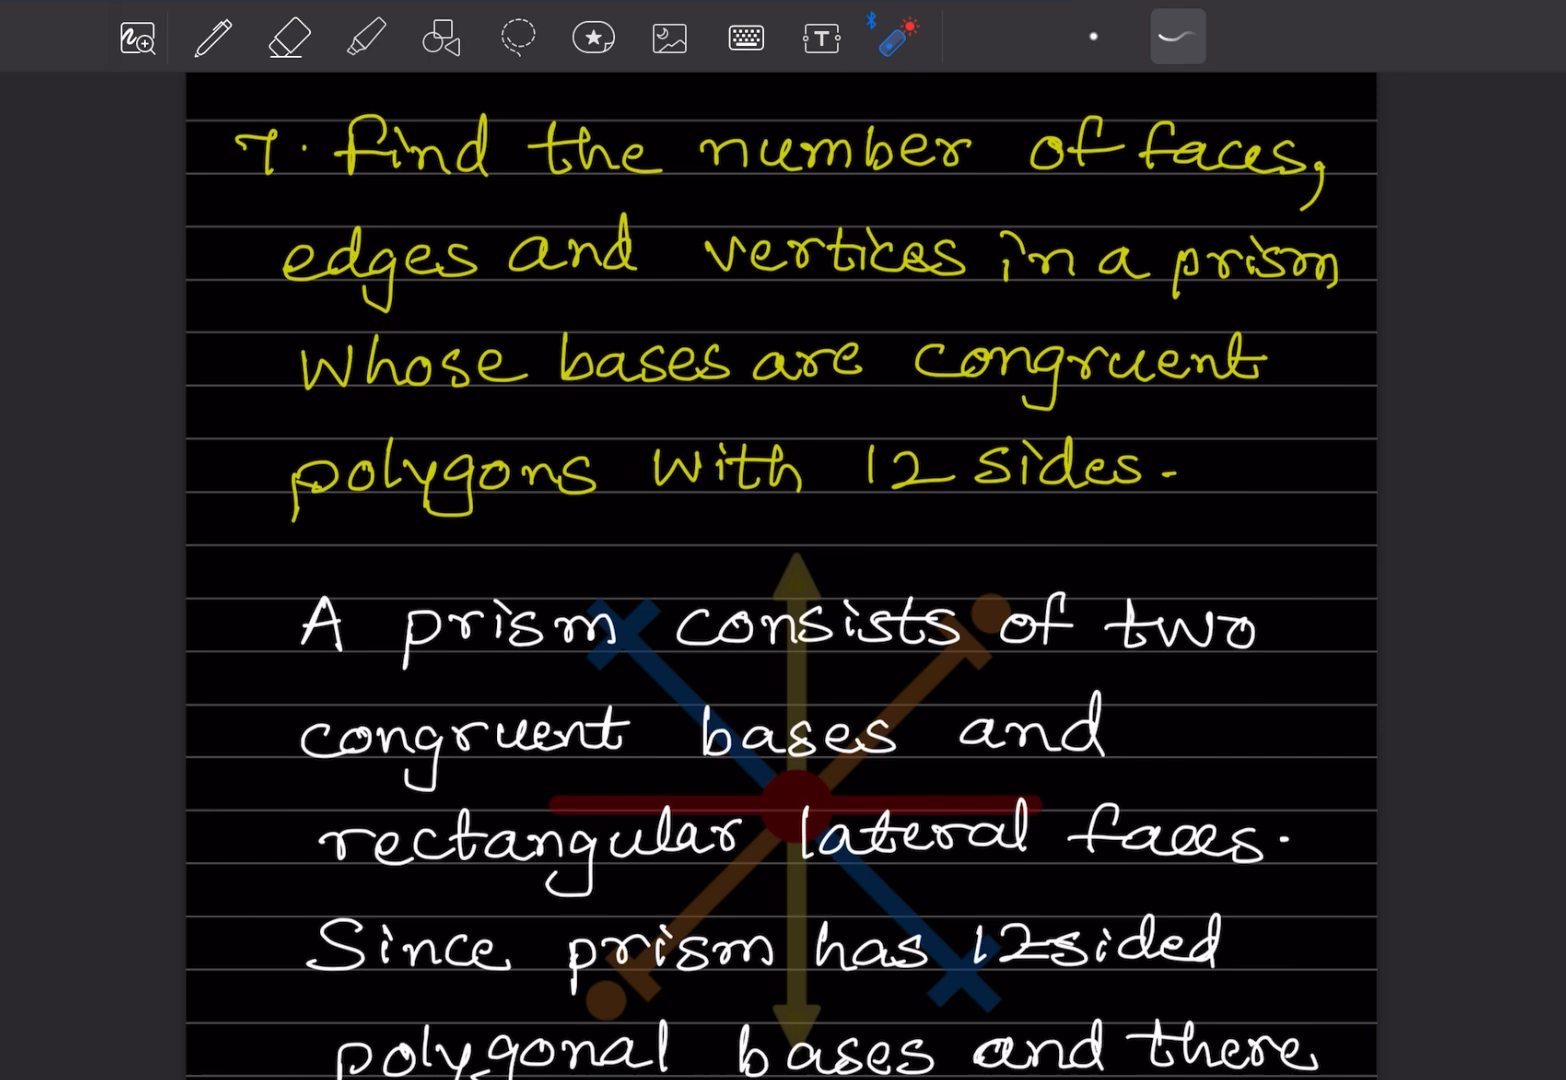 7. find the number of faces,
edges and vertices in a prism
whose bases are congruent
polygons with 12 sides.
A prism consists of two
congruent bases and
rectangular lateral faces.
Since prism has 12 sided
polygonal bases and there